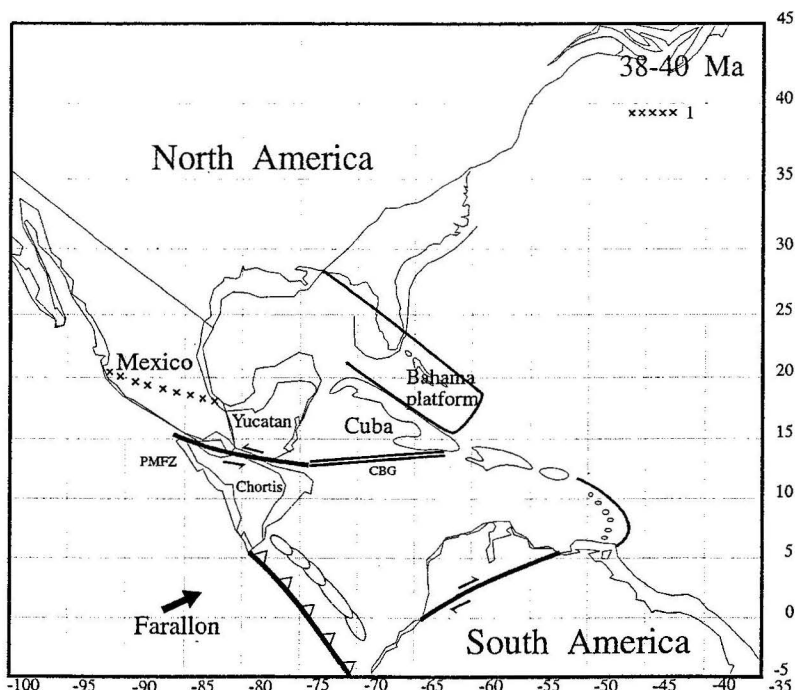 38-40 Ma
1
North America
Mexico
Yucatan
Bahama
platform
Cuba
PMFZ
CBG
Chortis
Farallon
South America
45
40
35
30
25
20
15
10
5
0
-5
-100 -95 -90 -85 -80 -75 -70 -65 -60 -55 -50 -45 -40 -35